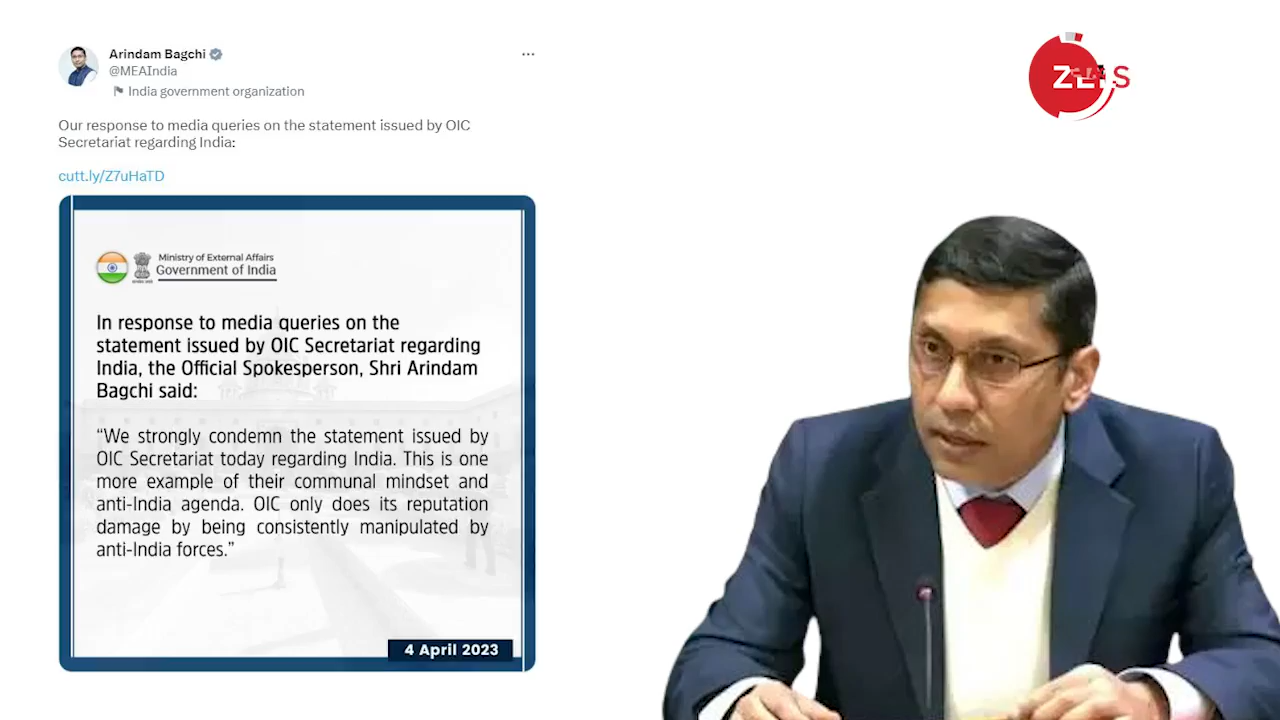 Arindam Bagchi
@MEAIndia
India government organization
Our response to media queries on the statement issued by OIC
Secretariat regarding India:
cutt.ly/Z7uHaTD
Ministry of External Affairs
Government of India
In response to media queries on the
statement issued by OIC Secretariat regarding
India, the Official Spokesperson, Shri Arindam
Bagchi said:
“We strongly condemn the statement issued by
OIC Secretariat today regarding India. This is one
more example of their communal mindset and
anti-India agenda. OIC only does its reputation
damage by being consistently manipulated by
anti-India forces.”
4 April 2023